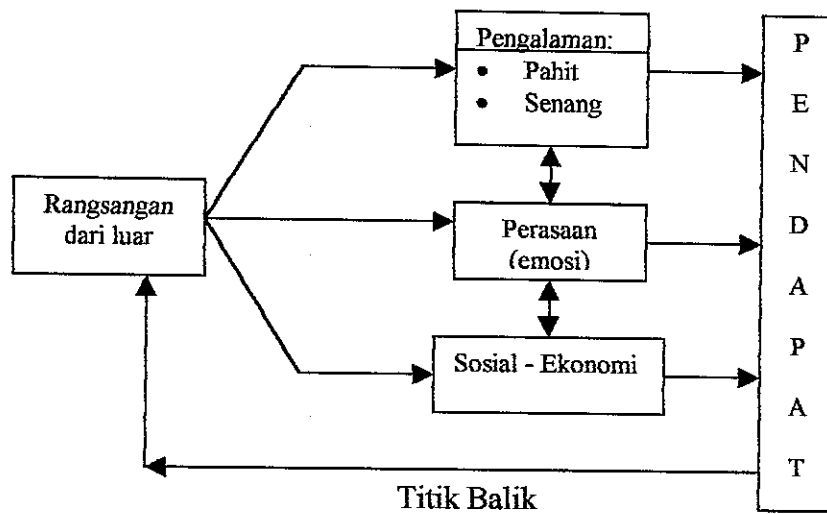 Pengalaman:
• Pahit
• Senang
Rangsangan
dari luar
Perasaan
(emosi)
Sosial - Ekonomi
P
E
N
D
A
P
A
T
Titik Balik